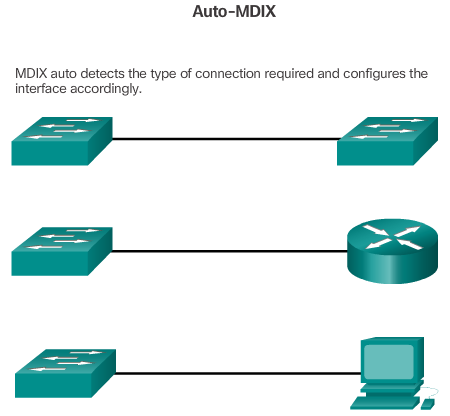 Auto-MDIX
MDIX auto detects the type of connection required and configures the
interface accordingly.